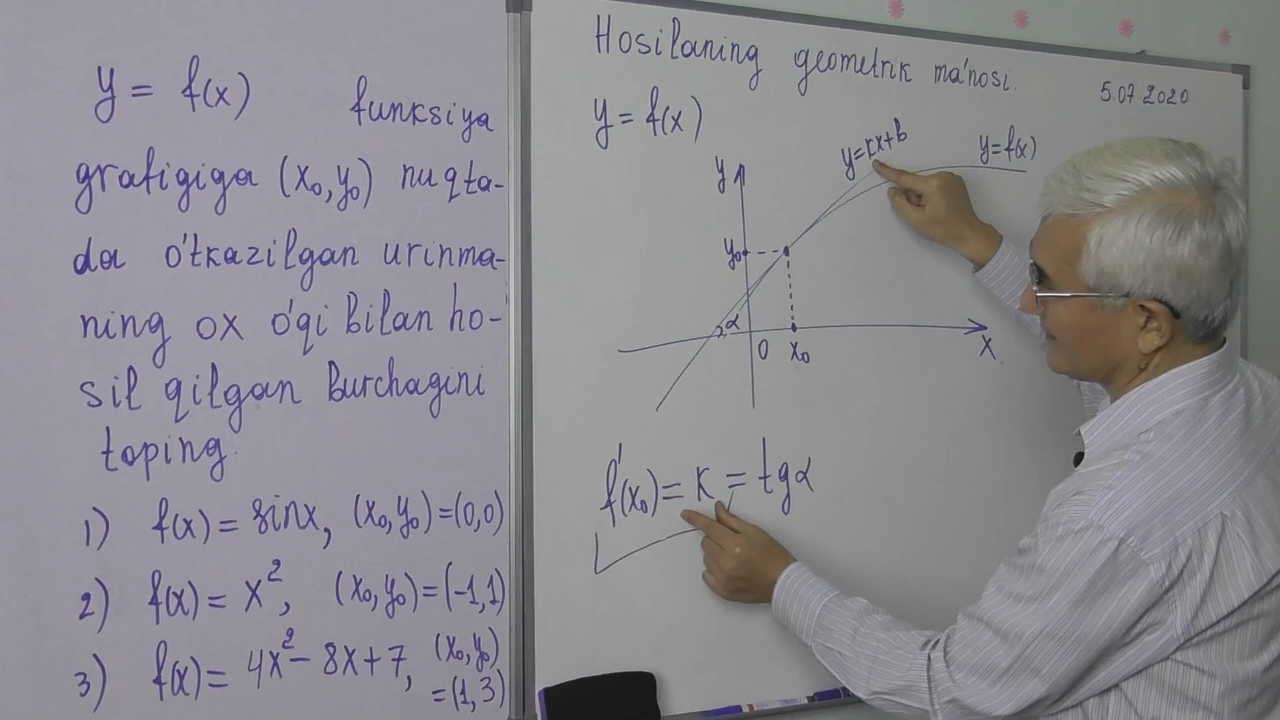 y = f(x) funksiya
grafigiga (x₀,y₀) nuqta-
da o'tkazilgan urinma-
ning ox o'qi bilan ho-
sil qilgan burchagini
toping.
1) f(x) = sinx, (x₀,y₀)=(0,0)
2) f(x) = x², (x₀,y₀)=(-1,1)
3) f(x) = 4x²- 8x+7, (x₀,y₀)
=(1,3)
Hosilaning geometrik ma'nosi.
5.07 2020
y = f(x)
y=kx+b
y=f(x)
y
y₀
α
0
x₀
x
f'(x₀)= k = tgα